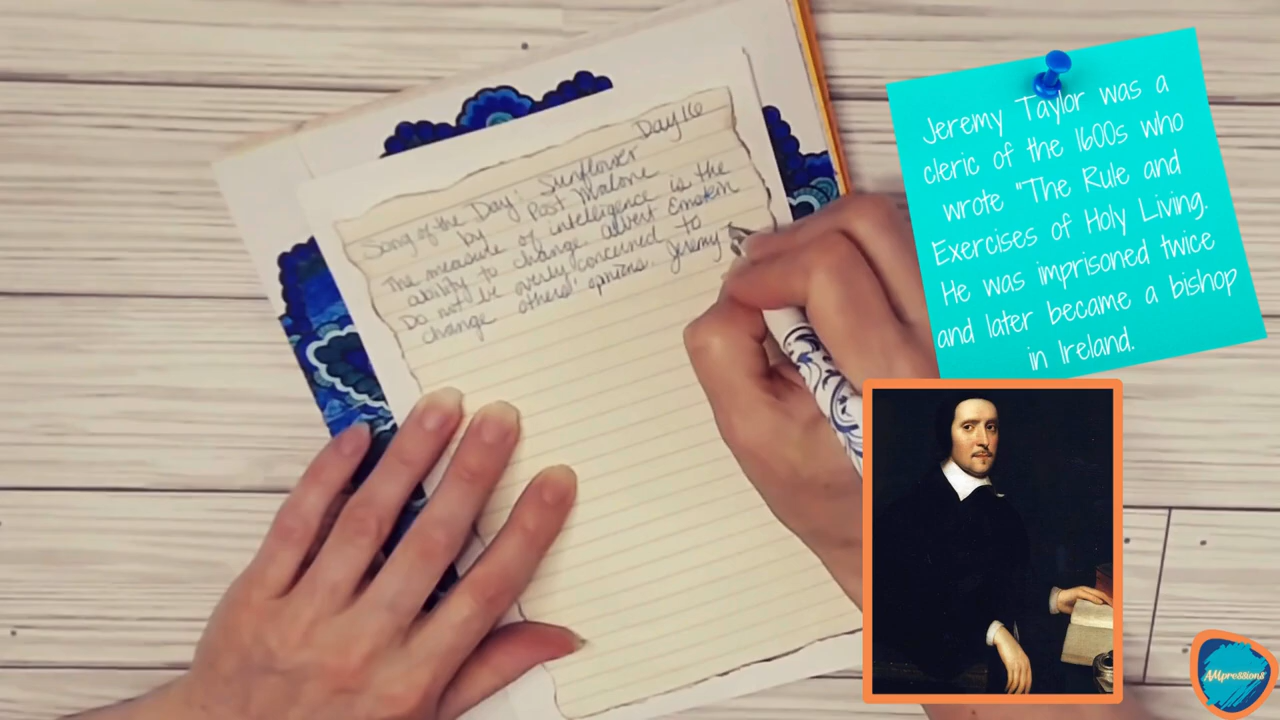 Day 16
Song of the Day: Sunflower
by Post Malone
The measure of intelligence is the
ability to change. Albert Einstein
Do not be overly concerned to
change others' opinions. Jeremy
Jeremy Taylor was a
cleric of the 1600s who
wrote "The Rule and
Exercises of Holy Living.
He was imprisoned twice
and later became a bishop
in Ireland.
AMpressions